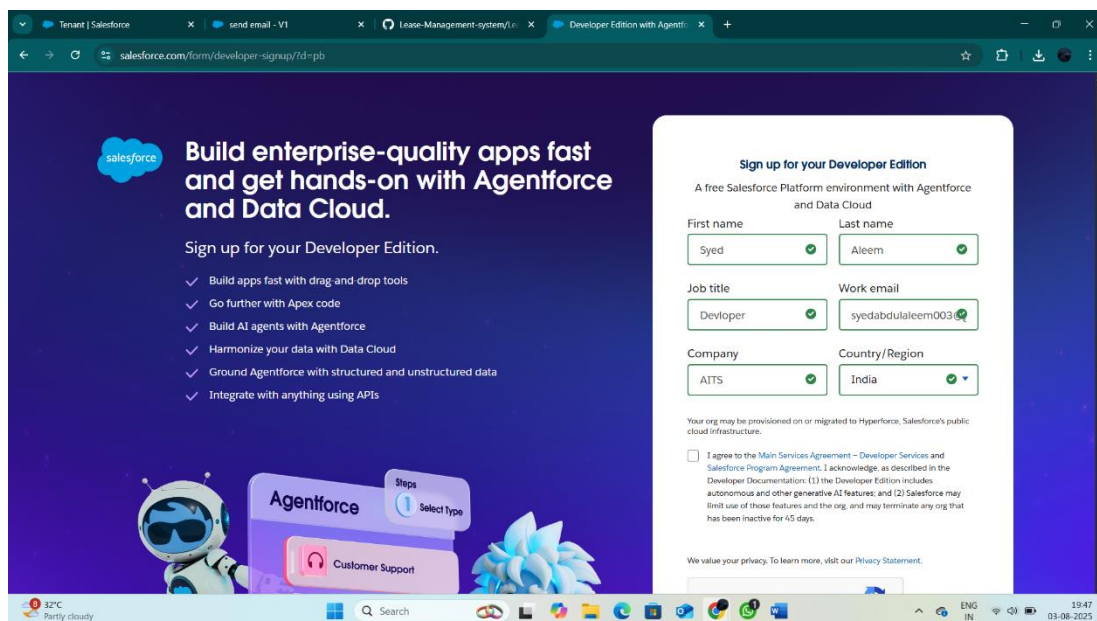 Tenant | Salesforce
send email - V1
Lease-Management-system/Le
Developer Edition with Agentfo
salesforce.com/form/developer-signup/?d=pb
salesforce
Build enterprise-quality apps fast
and get hands-on with Agentforce
and Data Cloud.
Sign up for your Developer Edition.
Build apps fast with drag-and-drop tools
Go further with Apex code
Build AI agents with Agentforce
Harmonize your data with Data Cloud
Ground Agentforce with structured and unstructured data
Integrate with anything using APIs
Agentforce
Steps
1 Select Type
Customer Support
Sign up for your Developer Edition
A free Salesforce Platform environment with Agentforce
and Data Cloud
First name Last name
Syed Aleem
Job title Work email
Devloper syedabdulaleem003@
Company Country/Region
AITS India
Your org may be provisioned on or migrated to Hyperforce, Salesforce's public
cloud infrastructure.
I agree to the Main Services Agreement – Developer Services and
Salesforce Program Agreement. I acknowledge, as described in the
Developer Documentation: (1) the Developer Edition includes
autonomous and other generative AI features; and (2) Salesforce may
limit use of those features and the org, and may terminate any org that
has been inactive for 45 days.
We value your privacy. To learn more, visit our Privacy Statement.
8 32°C
Partly cloudy
Search
ENG
IN
19:47
03-08-2025